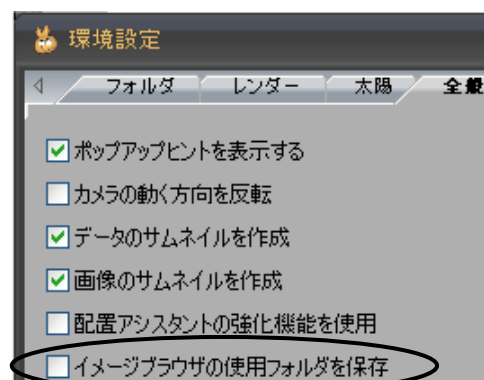 環境設定
フォルダ レンダー 太陽 全般
ポップアップヒントを表示する
カメラの動く方向を反転
データのサムネイルを作成
画像のサムネイルを作成
配置アシスタントの強化機能を使用
イメージブラウザの使用フォルダを保存